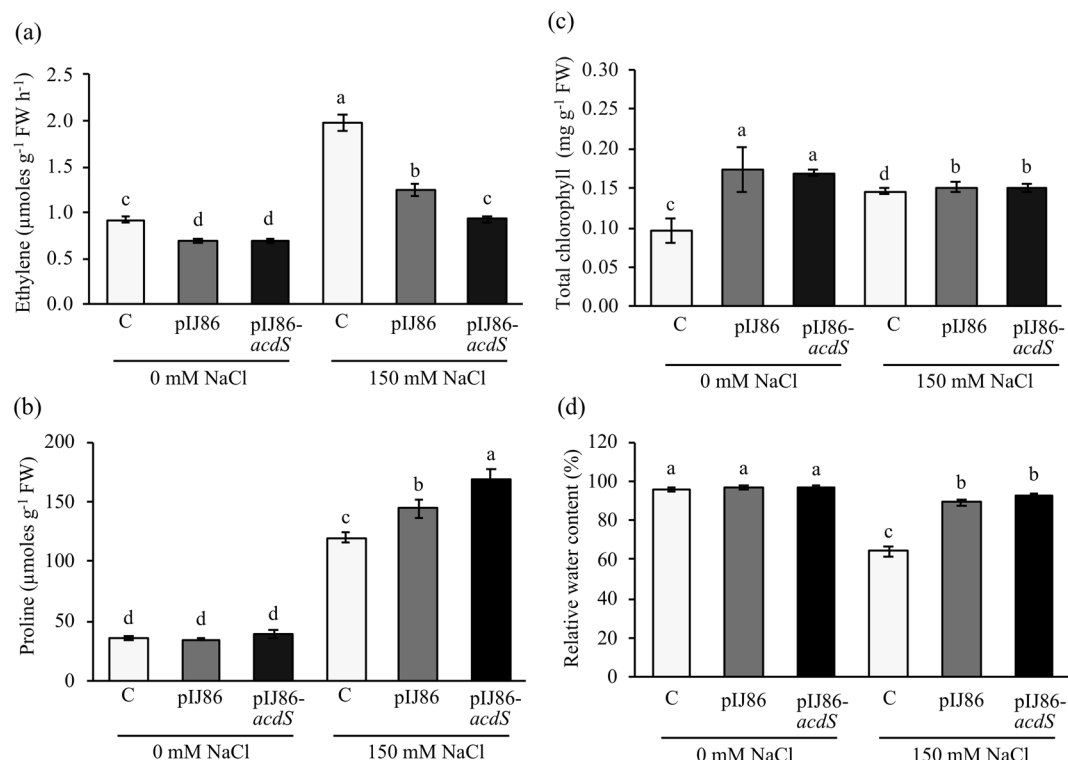 (a)
Ethylene (µmoles g-1 FW h-1)
2.5
2.0
1.5
1.0
0.5
0.0
c
d
d
a
b
c
C
pIJ86
pIJ86-
acdS
C
pIJ86
pIJ86-
acdS
0 mM NaCl
150 mM NaCl
(c)
Total chlorophyll (mg g-1 FW)
0.30
0.25
0.20
0.15
0.10
0.05
0.00
c
a
a
d
b
b
C
pIJ86
pIJ86-
acdS
C
pIJ86
pIJ86-
acdS
0 mM NaCl
150 mM NaCl
(b)
Proline (µmoles g-1 FW)
200
150
100
50
0
d
d
d
c
b
a
C
pIJ86
pIJ86-
acdS
C
pIJ86
pIJ86-
acdS
0 mM NaCl
150 mM NaCl
(d)
Relative water content (%)
120
100
80
60
40
20
0
a
a
a
c
b
b
C
pIJ86
pIJ86-
acdS
C
pIJ86
pIJ86-
acdS
0 mM NaCl
150 mM NaCl